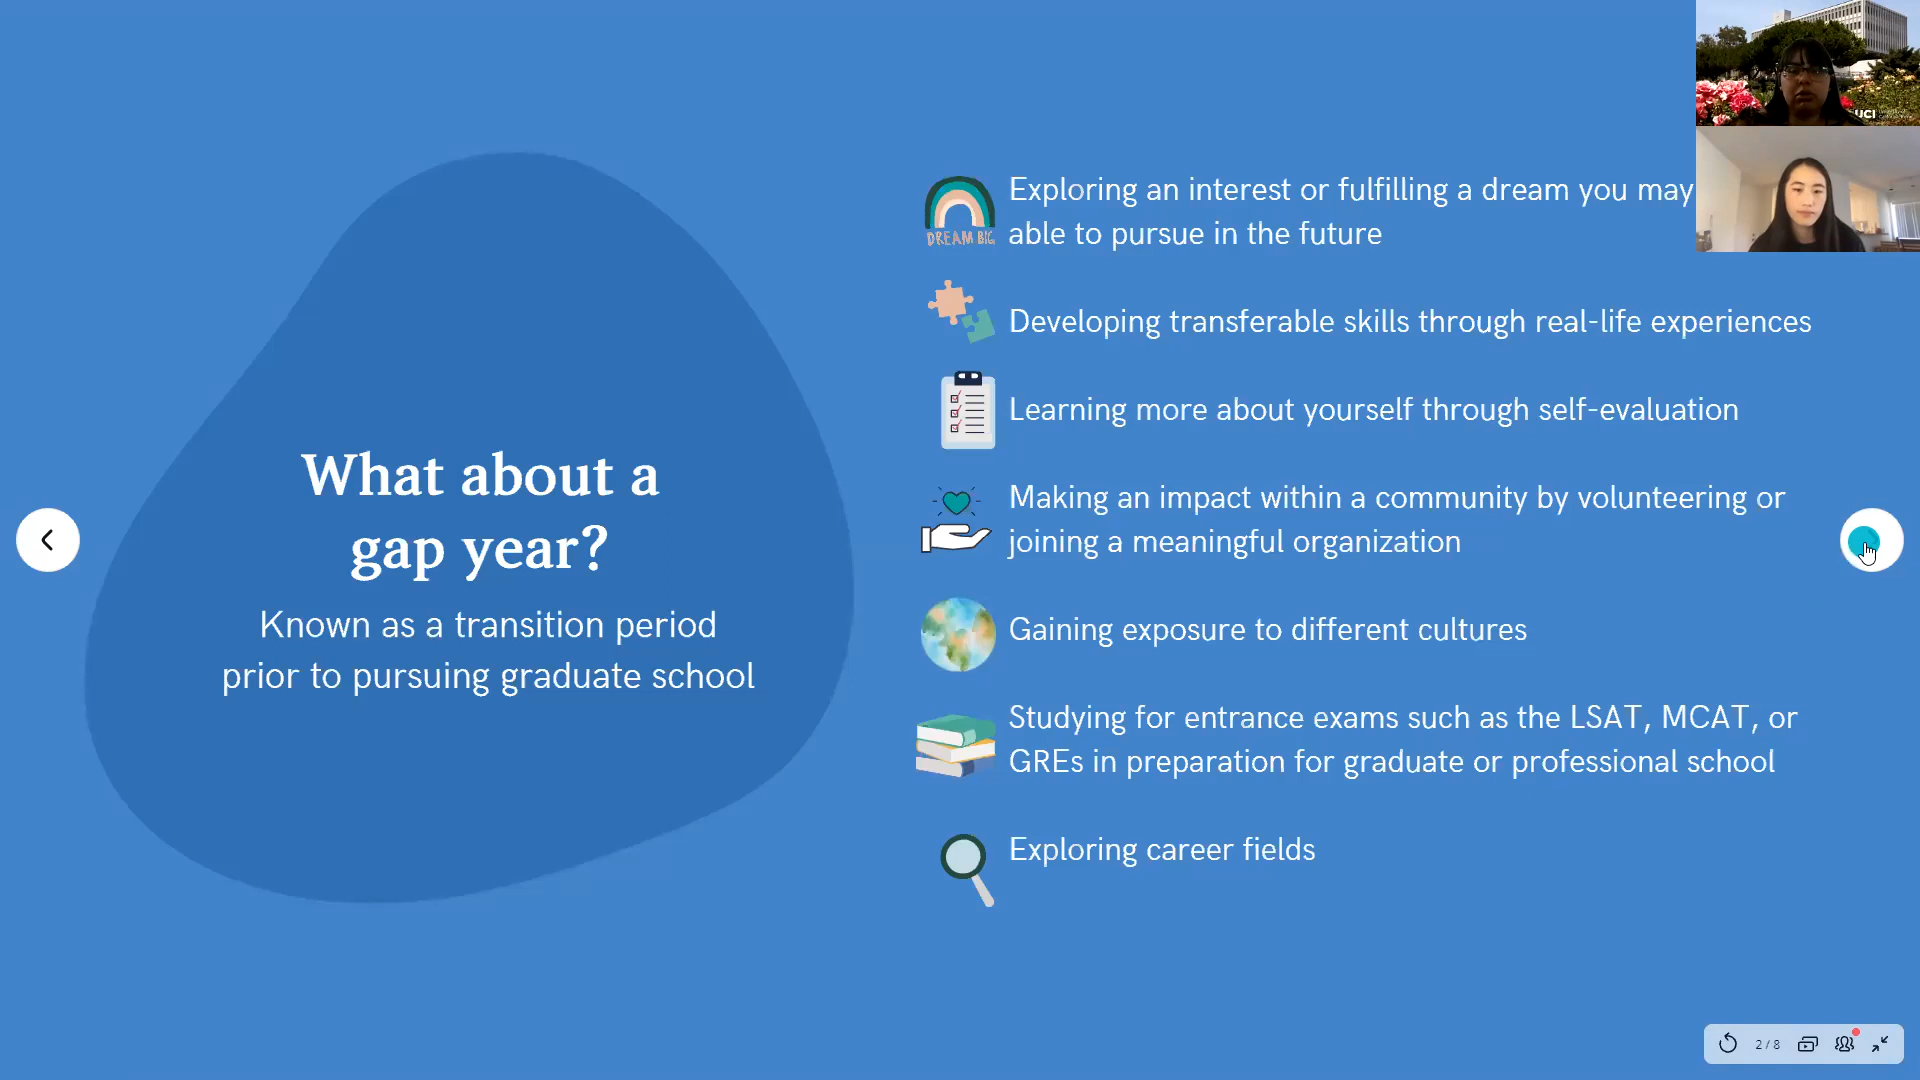 What about a
gap year?
Known as a transition period
prior to pursuing graduate school
DREAM BIG
Exploring an interest or fulfilling a dream you may
able to pursue in the future
Developing transferable skills through real-life experiences
Learning more about yourself through self-evaluation
Making an impact within a community by volunteering or
joining a meaningful organization
Gaining exposure to different cultures
Studying for entrance exams such as the LSAT, MCAT, or
GREs in preparation for graduate or professional school
Exploring career fields
UCI
2 / 8